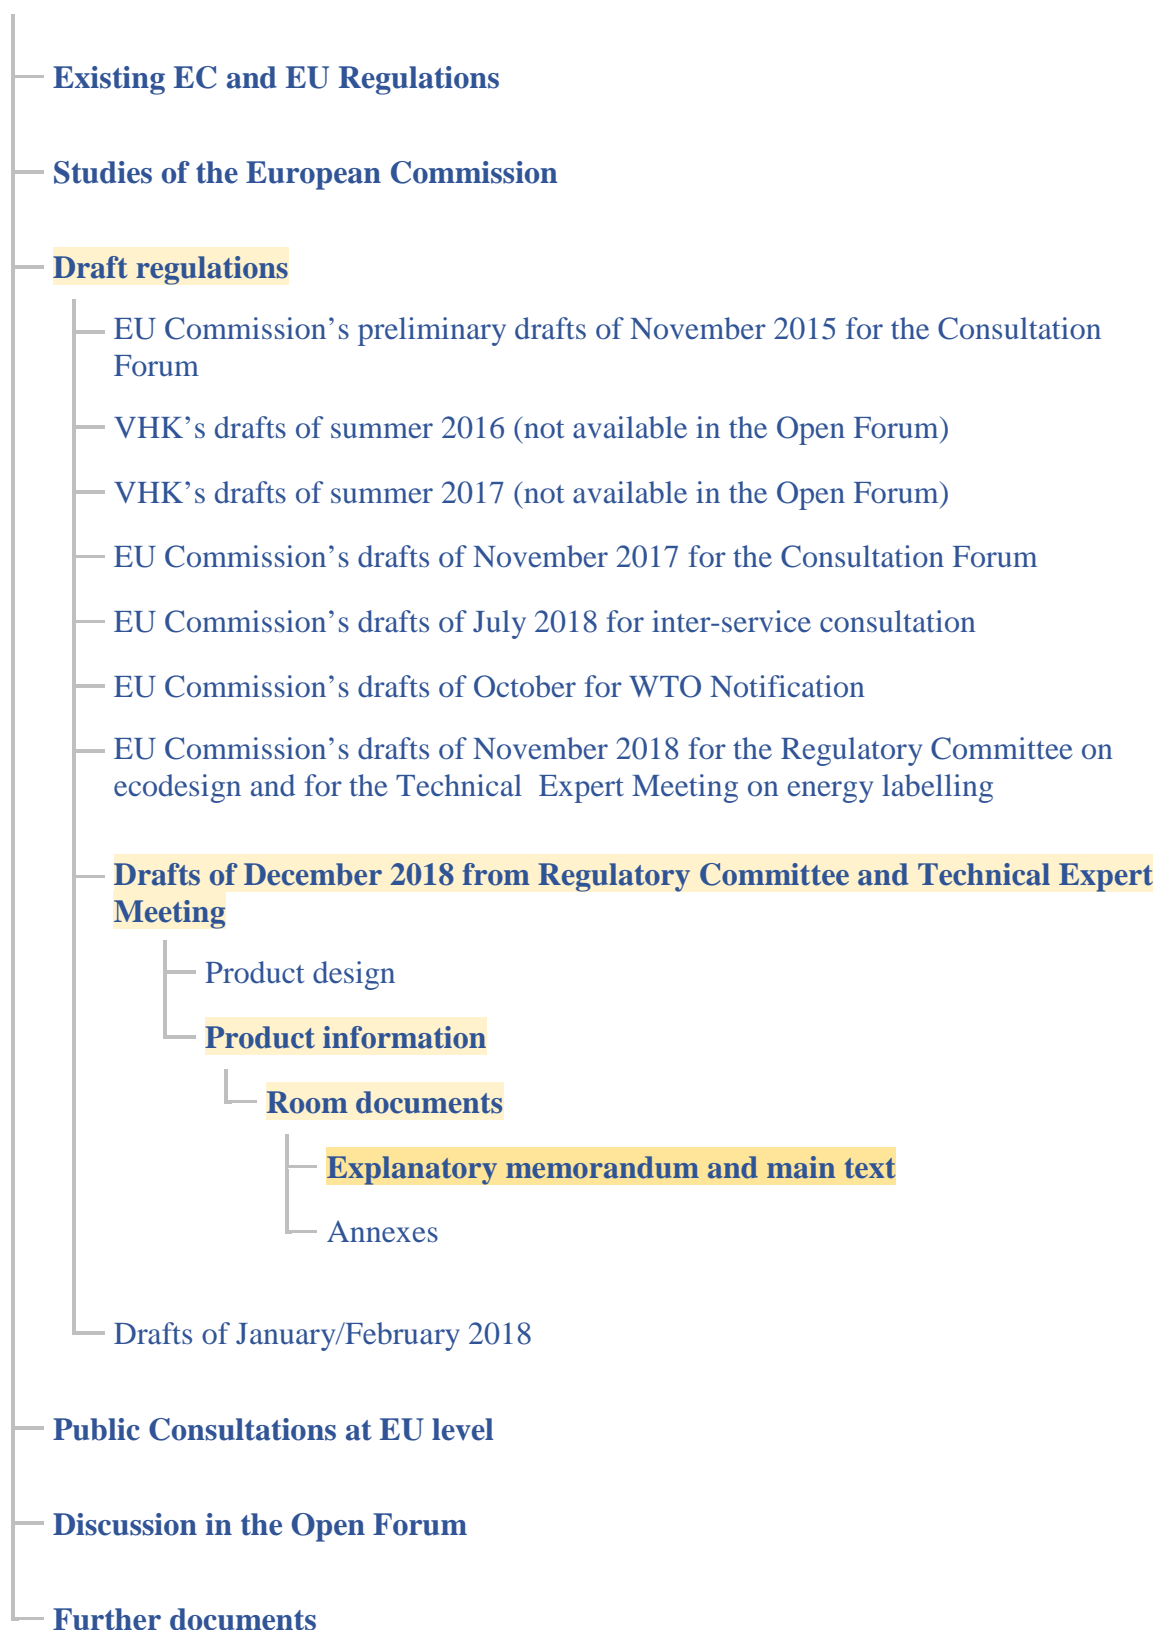 Existing EC and EU Regulations
Studies of the European Commission
Draft regulations
EU Commission’s preliminary drafts of November 2015 for the Consultation
Forum
VHK’s drafts of summer 2016 (not available in the Open Forum)
VHK’s drafts of summer 2017 (not available in the Open Forum)
EU Commission’s drafts of November 2017 for the Consultation Forum
EU Commission’s drafts of July 2018 for inter-service consultation
EU Commission’s drafts of October for WTO Notification
EU Commission’s drafts of November 2018 for the Regulatory Committee on
ecodesign and for the Technical  Expert Meeting on energy labelling
Drafts of December 2018 from Regulatory Committee and Technical Expert
Meeting
Product design
Product information
Room documents
Explanatory memorandum and main text
Annexes
Drafts of January/February 2018
Public Consultations at EU level
Discussion in the Open Forum
Further documents